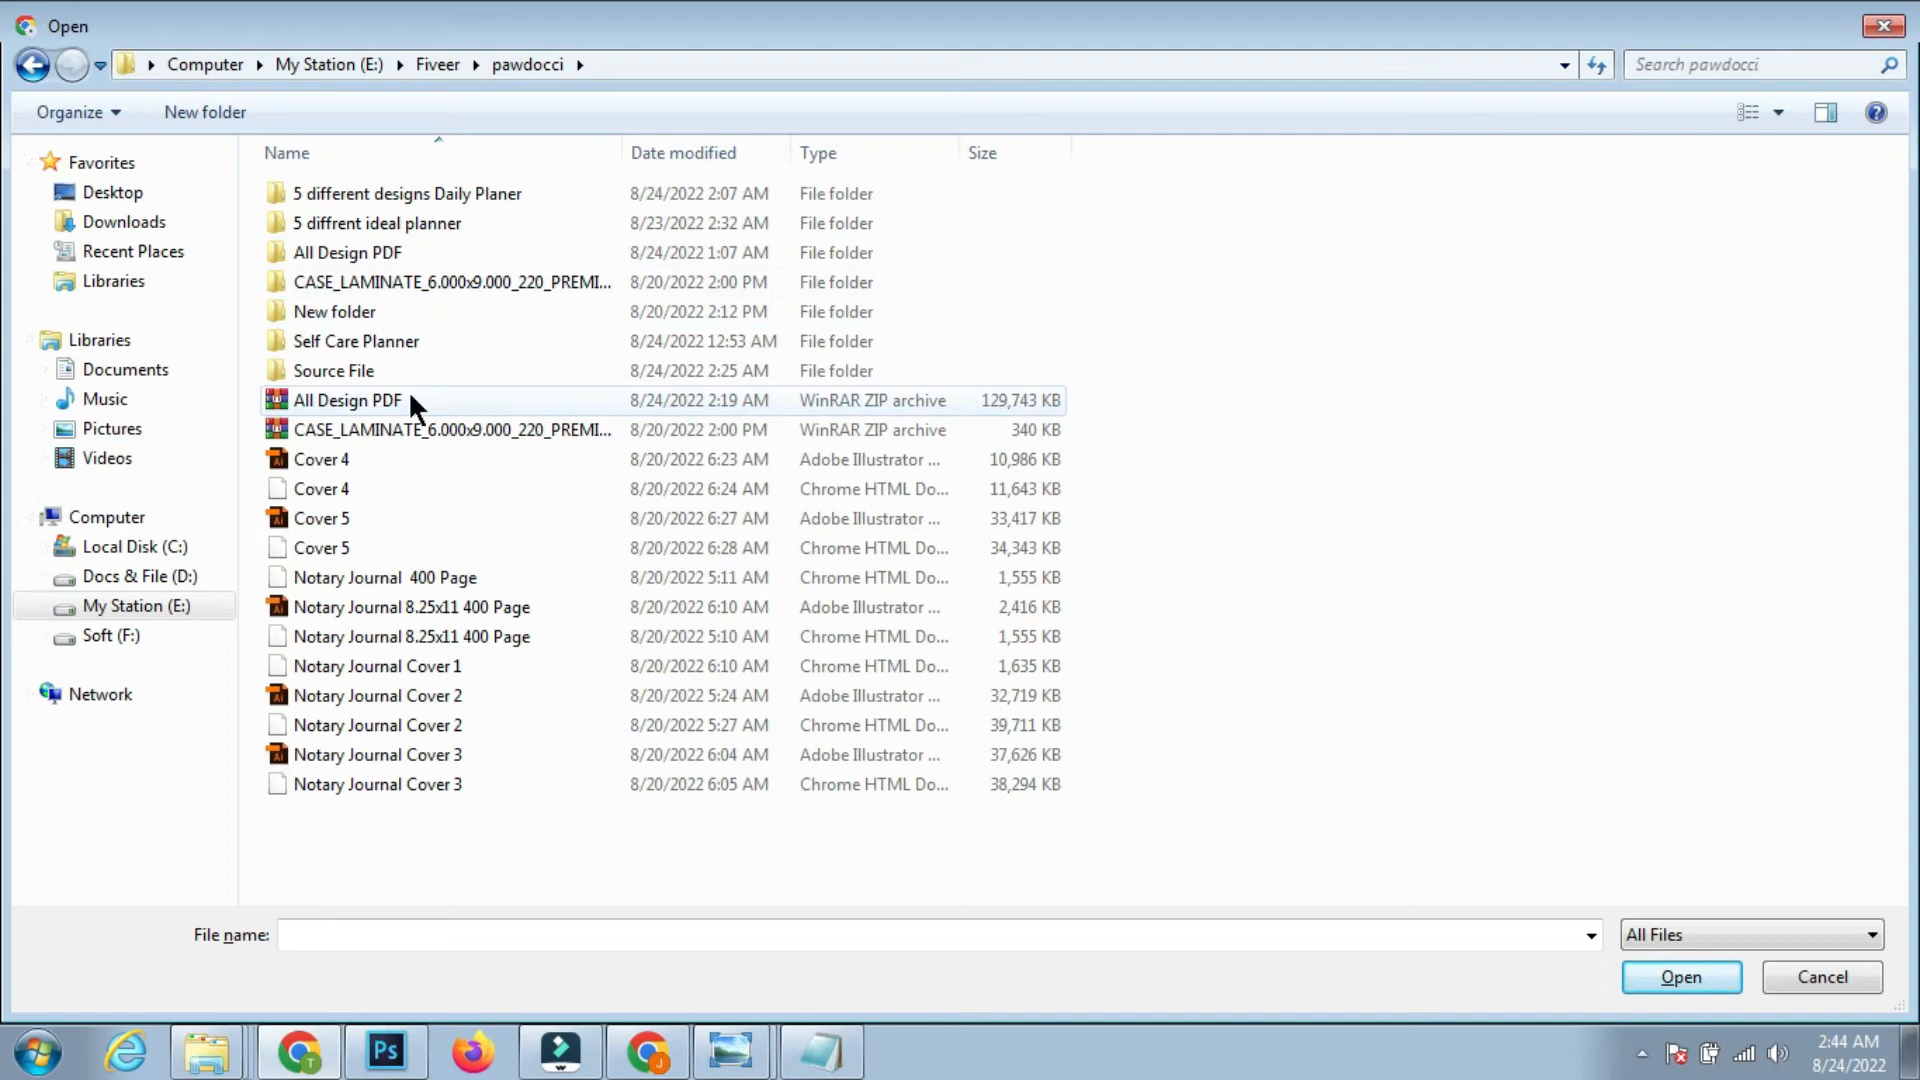 Open
Computer My Station (E:) Fiveer pawdocci Search pawdocci
Organize New folder
Name Date modified Type Size
Favorites
Desktop
Downloads
Recent Places
Libraries
Libraries
Documents
Music
Pictures
Videos
Computer
Local Disk (C:)
Docs & File (D:)
My Station (E:)
Soft (F:)
Network
5 different designs Daily Planer 8/24/2022 2:07 AM File folder
5 diffrent ideal planner 8/23/2022 2:32 AM File folder
All Design PDF 8/24/2022 1:07 AM File folder
CASE_LAMINATE_6.000x9.000_220_PREMI... 8/20/2022 2:00 PM File folder
New folder 8/20/2022 2:12 PM File folder
Self Care Planner 8/24/2022 12:53 AM File folder
Source File 8/24/2022 2:25 AM File folder
All Design PDF 8/24/2022 2:19 AM WinRAR ZIP archive 129,743 KB
CASE_LAMINATE_6.000x9.000_220_PREMI... 8/20/2022 2:00 PM WinRAR ZIP archive 340 KB
Cover 4 8/20/2022 6:23 AM Adobe Illustrator ... 10,986 KB
Cover 4 8/20/2022 6:24 AM Chrome HTML Do... 11,643 KB
Cover 5 8/20/2022 6:27 AM Adobe Illustrator ... 33,417 KB
Cover 5 8/20/2022 6:28 AM Chrome HTML Do... 34,343 KB
Notary Journal  400 Page 8/20/2022 5:11 AM Chrome HTML Do... 1,555 KB
Notary Journal 8.25x11 400 Page 8/20/2022 6:10 AM Adobe Illustrator ... 2,416 KB
Notary Journal 8.25x11 400 Page 8/20/2022 5:10 AM Chrome HTML Do... 1,555 KB
Notary Journal Cover 1 8/20/2022 6:10 AM Chrome HTML Do... 1,635 KB
Notary Journal Cover 2 8/20/2022 5:24 AM Adobe Illustrator ... 32,719 KB
Notary Journal Cover 2 8/20/2022 5:27 AM Chrome HTML Do... 39,711 KB
Notary Journal Cover 3 8/20/2022 6:04 AM Adobe Illustrator ... 37,626 KB
Notary Journal Cover 3 8/20/2022 6:05 AM Chrome HTML Do... 38,294 KB
File name: All Files
Open Cancel
T Ps W J
2:44 AM
8/24/2022